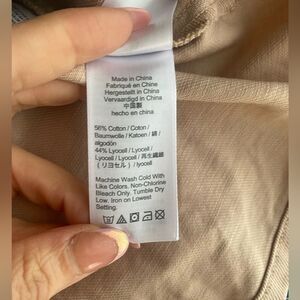 Made in China
Fabriqué en Chine
Hergestellt in China
Vervaardigd in China
中国製
hecho en china
56% Cotton / Coton /
Baumwolle / Katoen / 綿 /
algodón
44% Lyocell / Lyocell /
Lyocell / Lyocell / 再生繊維
(リヨセル) / lyocell
Machine Wash Cold With
Like Colors. Non-Chlorine
Bleach Only. Tumble Dry
Low. Iron on Lowest
Setting.